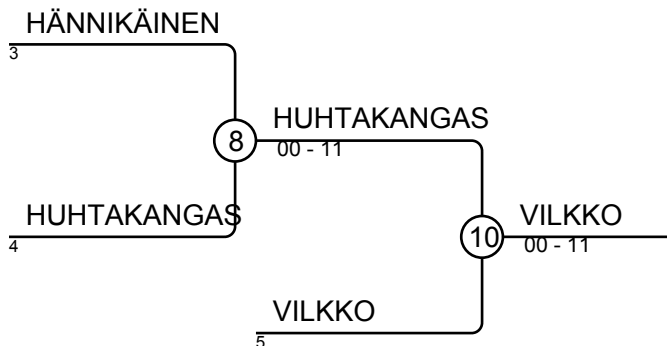 HÄNNIKÄINEN
3
8
HUHTAKANGAS
00 - 11
HUHTAKANGAS
4
10
VILKKO
00 - 11
VILKKO
5